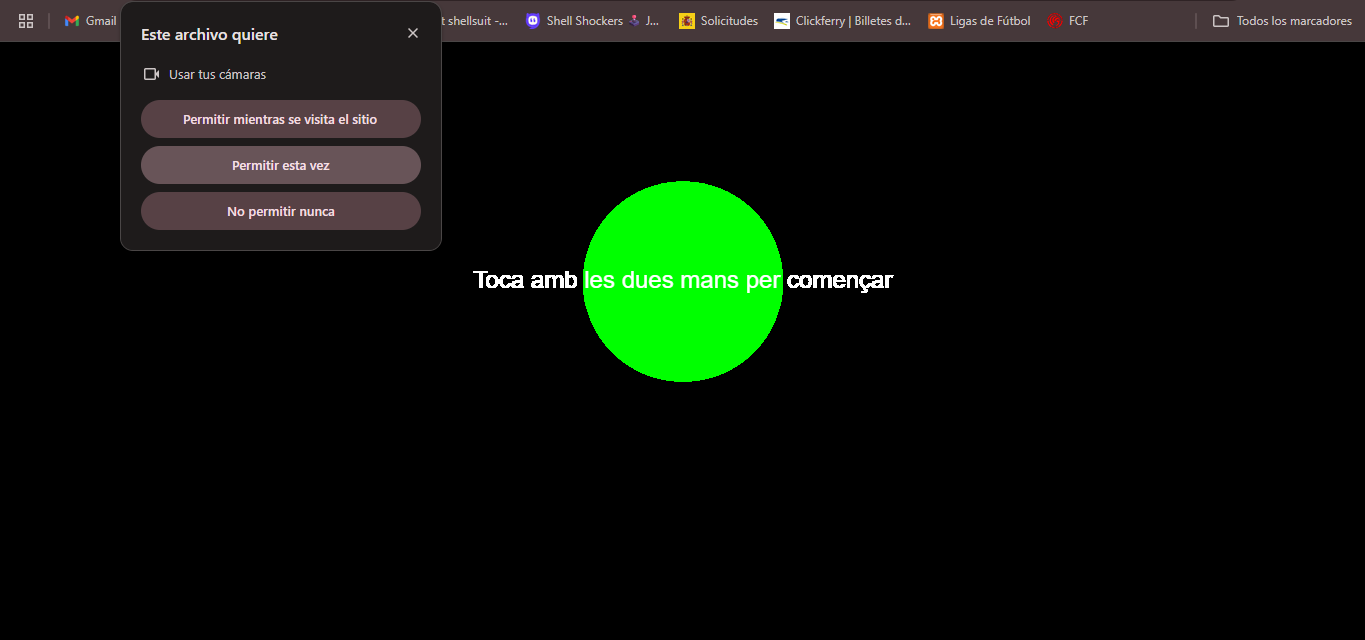 Gmail
t shellsuit -...
Shell Shockers
J...
Solicitudes
Clickferry | Billetes d...
Ligas de Fútbol
FCF
Todos los marcadores
Este archivo quiere
Usar tus cámaras
Permitir mientras se visita el sitio
Permitir esta vez
No permitir nunca
Toca amb les dues mans per començar